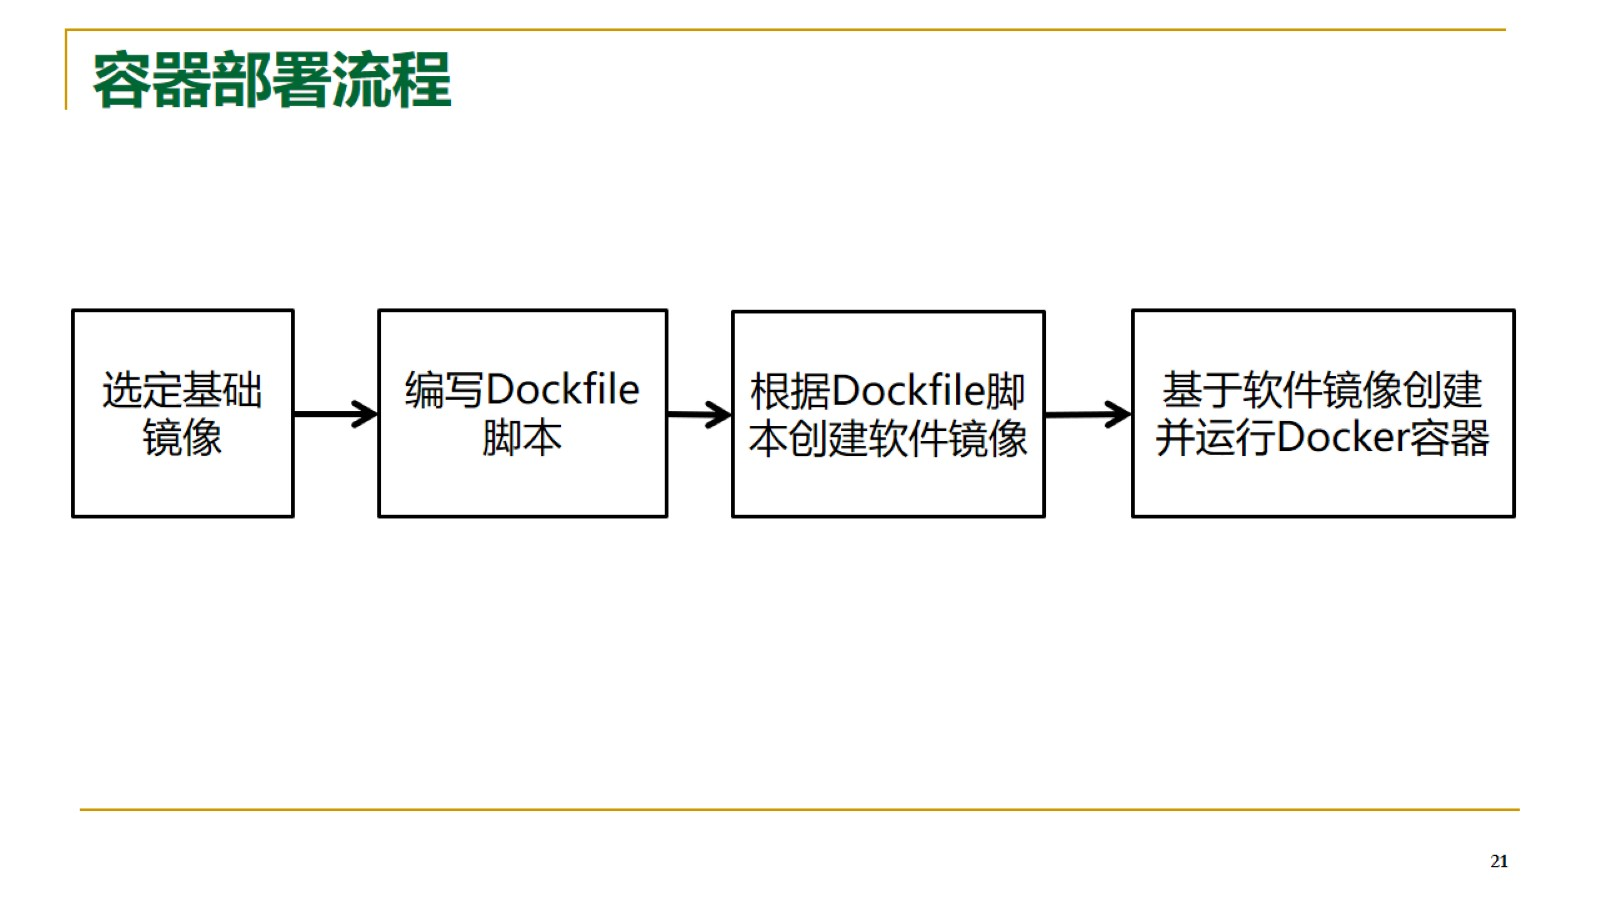 容器部署流程
选定基础
镜像
编写Dockfile
脚本
根据Dockfile脚
本创建软件镜像
基于软件镜像创建
并运行Docker容器
21